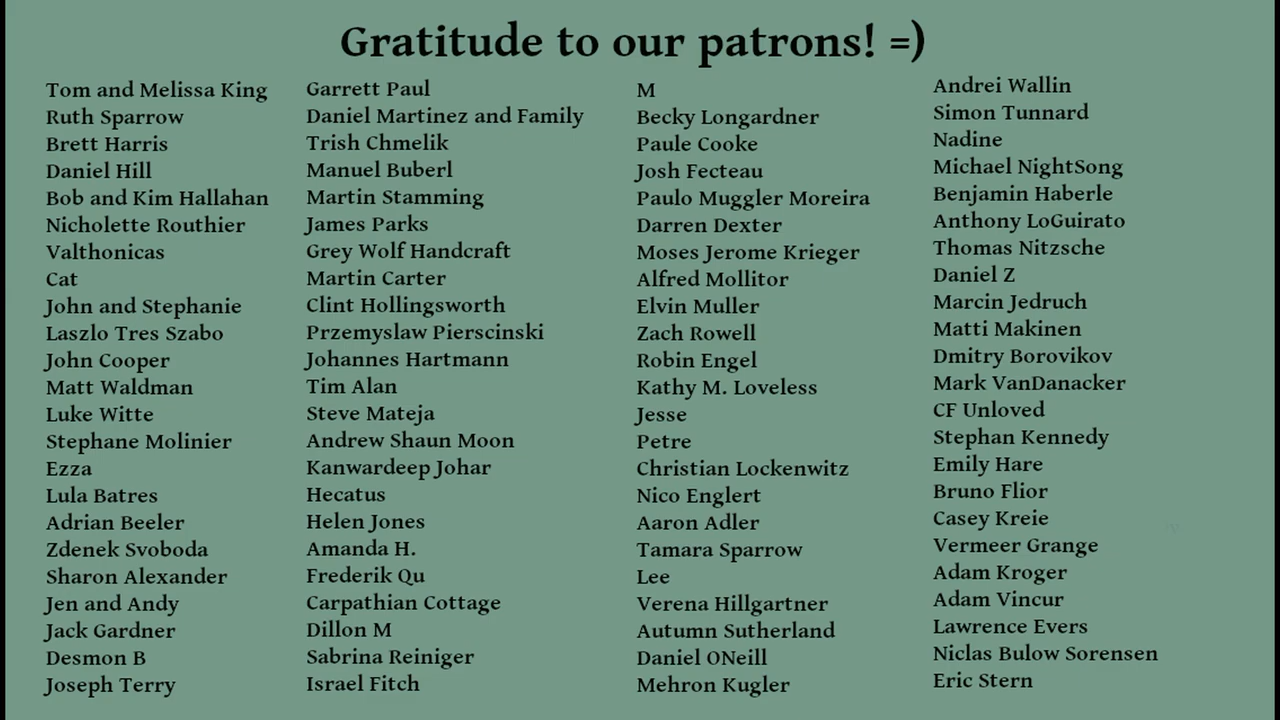 Gratitude to our patrons! =)
Tom and Melissa King
Ruth Sparrow
Brett Harris
Daniel Hill
Bob and Kim Hallahan
Nicholette Routhier
Valthonicas
Cat
John and Stephanie
Laszlo Tres Szabo
John Cooper
Matt Waldman
Luke Witte
Stephane Molinier
Ezza
Lula Batres
Adrian Beeler
Zdenek Svoboda
Sharon Alexander
Jen and Andy
Jack Gardner
Desmon B
Joseph Terry
Garrett Paul
Daniel Martinez and Family
Trish Chmelik
Manuel Buberl
Martin Stamming
James Parks
Grey Wolf Handcraft
Martin Carter
Clint Hollingsworth
Przemyslaw Pierscinski
Johannes Hartmann
Tim Alan
Steve Mateja
Andrew Shaun Moon
Kanwardeep Johar
Hecatus
Helen Jones
Amanda H.
Frederik Qu
Carpathian Cottage
Dillon M
Sabrina Reiniger
Israel Fitch
M
Becky Longardner
Paule Cooke
Josh Fecteau
Paulo Muggler Moreira
Darren Dexter
Moses Jerome Krieger
Alfred Mollitor
Elvin Muller
Zach Rowell
Robin Engel
Kathy M. Loveless
Jesse
Petre
Christian Lockenwitz
Nico Englert
Aaron Adler
Tamara Sparrow
Lee
Verena Hillgartner
Autumn Sutherland
Daniel ONeill
Mehron Kugler
Andrei Wallin
Simon Tunnard
Nadine
Michael NightSong
Benjamin Haberle
Anthony LoGuirato
Thomas Nitzsche
Daniel Z
Marcin Jedruch
Matti Makinen
Dmitry Borovikov
Mark VanDanacker
CF Unloved
Stephan Kennedy
Emily Hare
Bruno Flior
Casey Kreie
Vermeer Grange
Adam Kroger
Adam Vincur
Lawrence Evers
Niclas Bulow Sorensen
Eric Stern